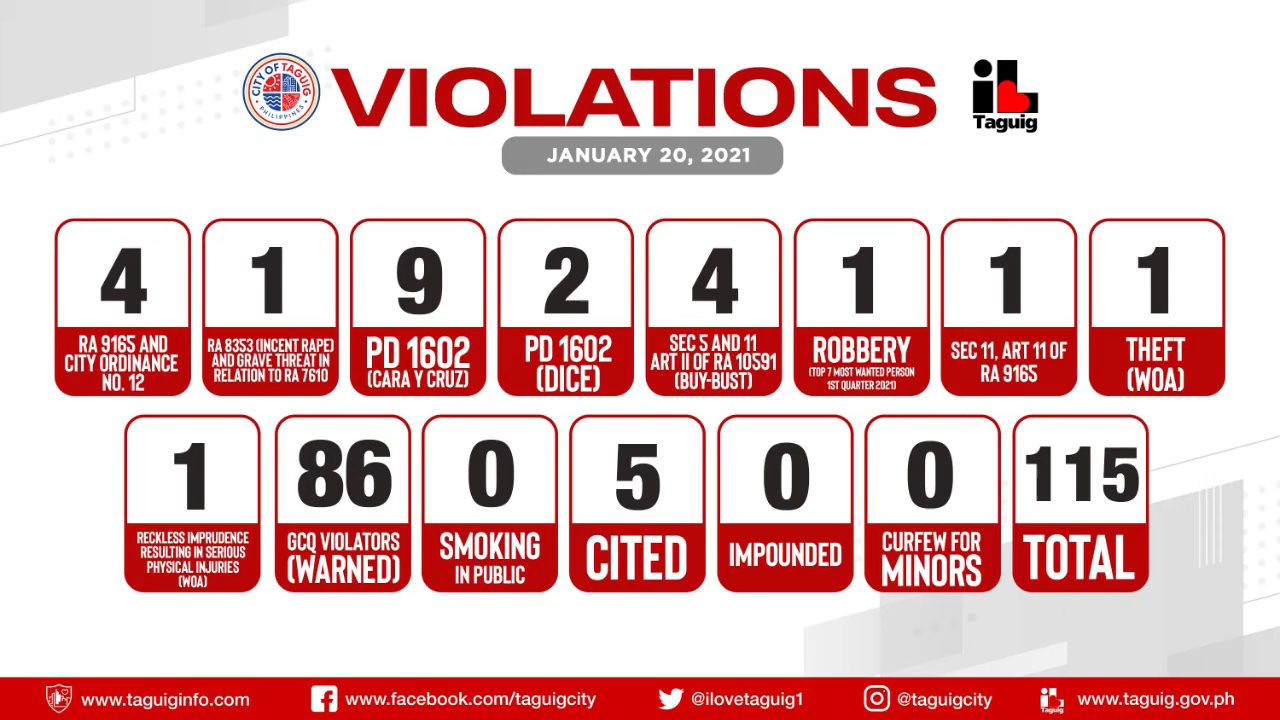 CITY OF TAGUIG
PHILIPPINES
VIOLATIONS
iL
Taguig
JANUARY 20, 2021
4
RA 9165 AND
CITY ORDINANCE
NO. 12
1
RA 8353 (INCENT RAPE)
AND GRAVE THREAT IN
RELATION TO RA 7610
9
PD 1602
(CARA Y CRUZ)
2
PD 1602
(DICE)
4
SEC 5 AND 11
ART II OF RA 10591
(BUY-BUST)
1
ROBBERY
(TOP 7 MOST WANTED PERSON
1ST QUARTER 2021)
1
SEC 11, ART 11 OF
RA 9165
1
THEFT
(WOA)
1
RECKLESS IMPRUDENCE
RESULTING IN SERIOUS
PHYSICAL INJURIES
(WOA)
86
GCQ VIOLATORS
(WARNED)
0
SMOKING
IN PUBLIC
5
CITED
0
IMPOUNDED
0
CURFEW FOR
MINORS
115
TOTAL
www.taguiginfo.com
www.facebook.com/taguigcity
@ilovetaguig1
@taguigcity
iL
Taguig
www.taguig.gov.ph